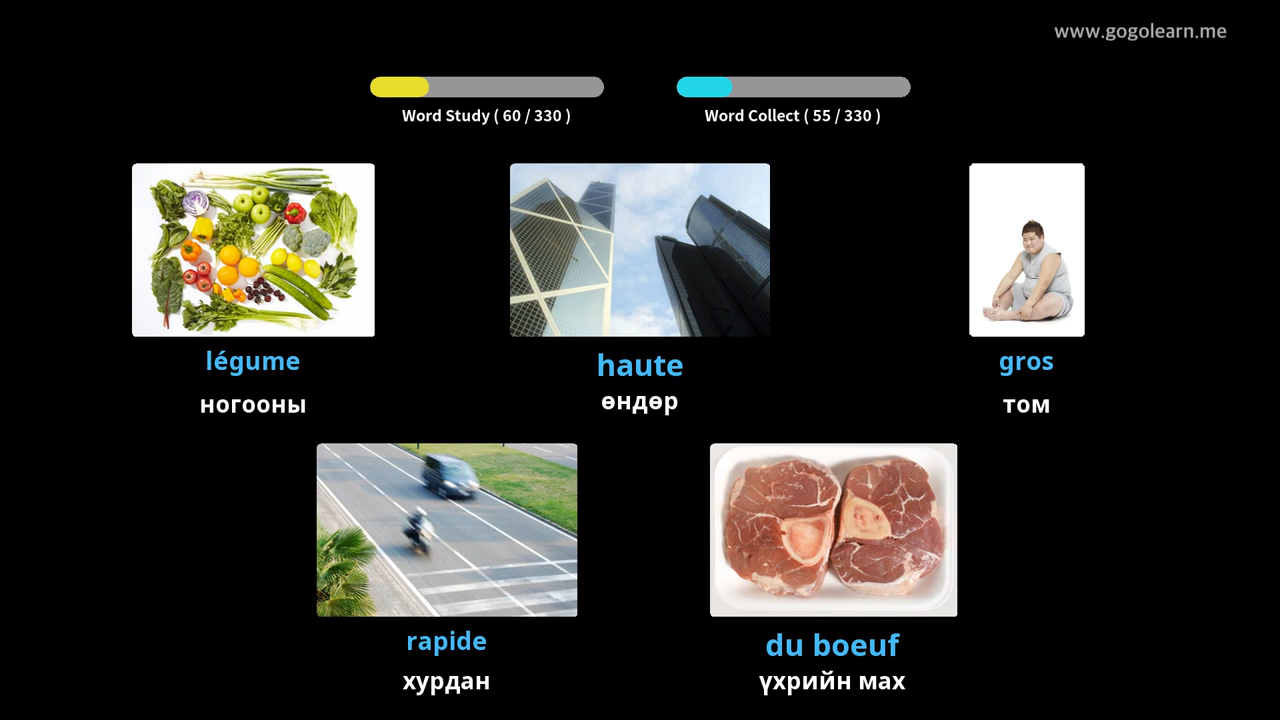 www.gogolearn.me
Word Study ( 60 / 330 )
Word Collect ( 55 / 330 )
légume
ногооны
haute
өндөр
gros
том
rapide
хурдан
du boeuf
үхрийн мах